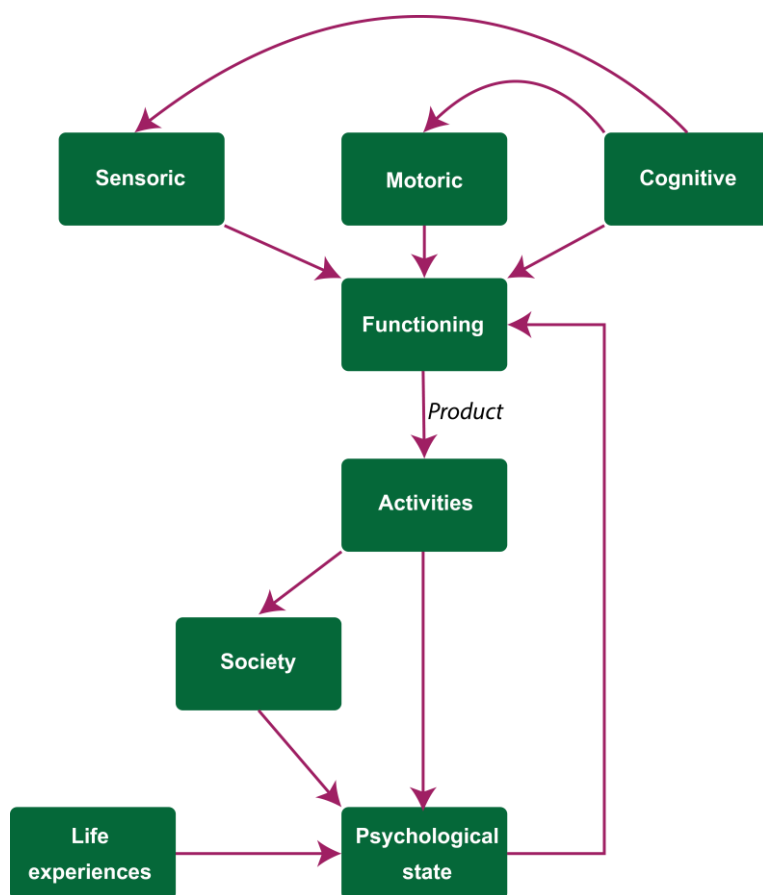 Sensoric
Motoric
Cognitive
Functioning
Product
Activities
Society
Life
experiences
Psychological
state